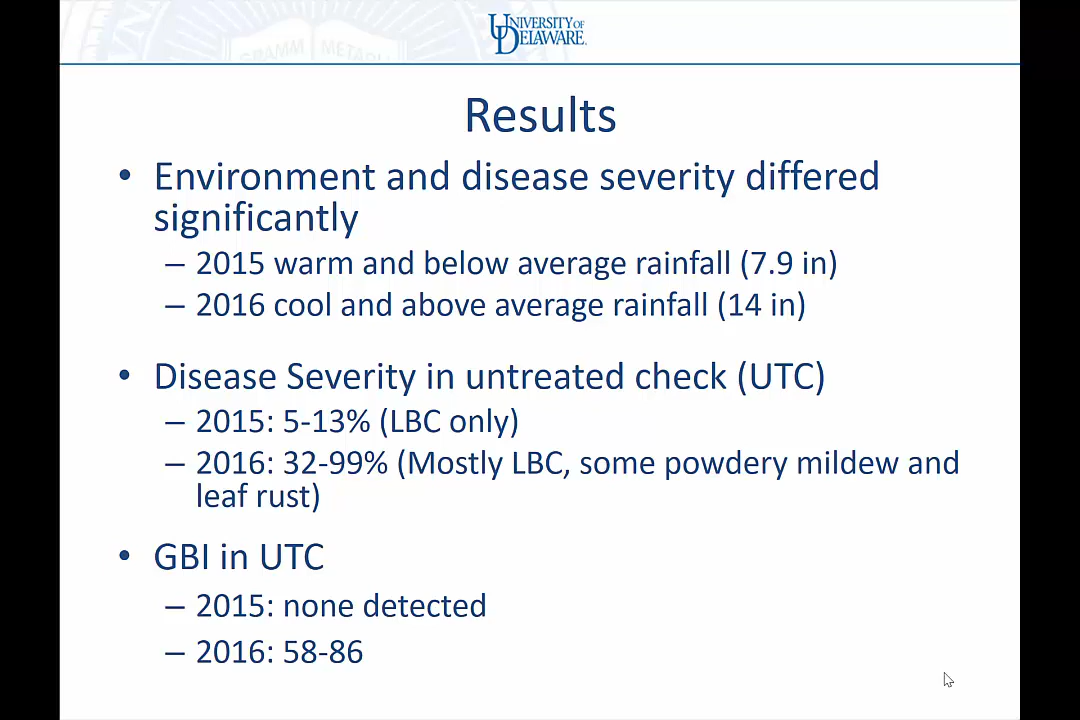 GRAMM METAPH
UNIVERSITY OF
DELAWARE.
Results
• Environment and disease severity differed
significantly
– 2015 warm and below average rainfall (7.9 in)
– 2016 cool and above average rainfall (14 in)
• Disease Severity in untreated check (UTC)
– 2015: 5-13% (LBC only)
– 2016: 32-99% (Mostly LBC, some powdery mildew and
leaf rust)
• GBI in UTC
– 2015: none detected
– 2016: 58-86